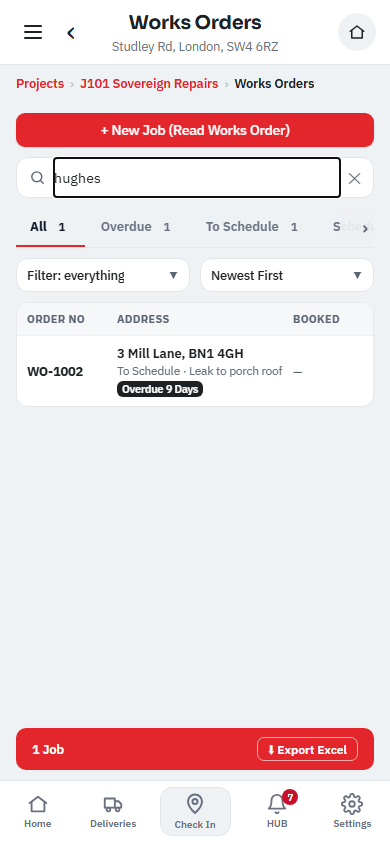 Works Orders
Studley Rd, London, SW4 6RZ
Projects › J101 Sovereign Repairs › Works Orders
+ New Job (Read Works Order)
hughes
All 1 Overdue 1 To Schedule 1
Filter: everything ▼ Newest First ▼
ORDER NO ADDRESS BOOKED
3 Mill Lane, BN1 4GH
WO-1002 To Schedule · Leak to porch roof —
Overdue 9 Days
1 Job ⬇ Export Excel
7
Home Deliveries Check In HUB Settings